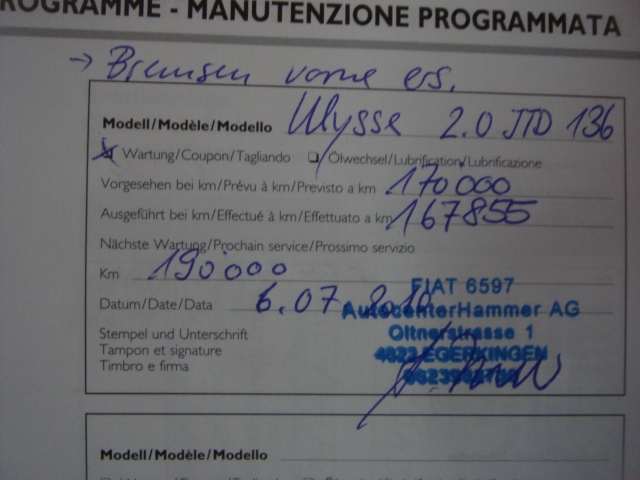 ROGRAMME - MANUTENZIONE PROGRAMMATA
→ Bremsen vorne ers.
Modell/Modèle/Modello Ulysse 2.0 JTD 136
Wartung/Coupon/Tagliando Ölwechsel/Lubrification/Lubrificazione
Vorgesehen bei km/Prévu à km/Previsto a km 170000
Ausgeführt bei km/Effectué à km/Effettuato a km 167855
Nächste Wartung/Prochain service/Prossimo servizio
Km 190000
FIAT 6597
Datum/Date/Data 6.07.2010
AutocenterHammer AG
Stempel und Unterschrift
Oltnerstrasse 1
Tampon et signature
4622 EGERKINGEN
Timbro e firma
Modell/Modèle/Modello